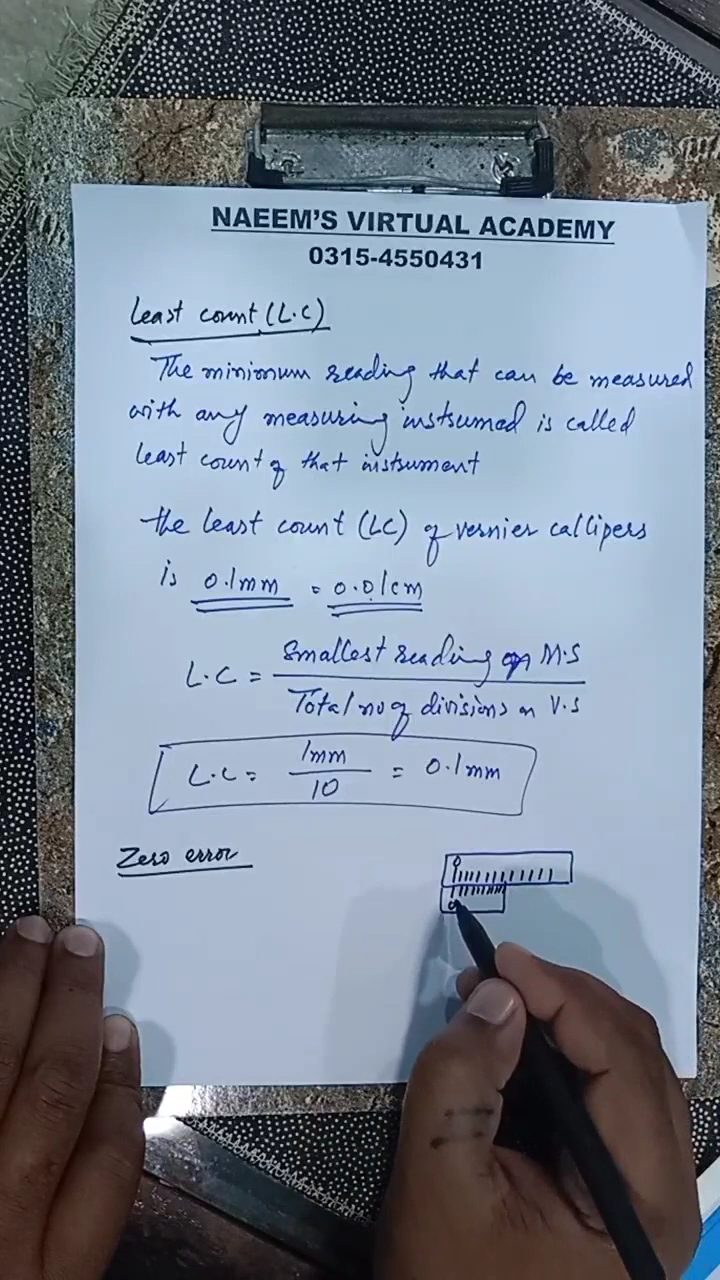 NAEEM'S VIRTUAL ACADEMY
0315-4550431
Least count (L.C)
The minimum reading that can be measured
with any measuring instsumed is called
least count of that instsument
the least count (LC) of vernier callipers
is 0.1mm = 0.01cm
L.C = Smallest reading on M.S
Total no of divisions on V.S
L.C = 1mm / 10 = 0.1mm
Zero error
0
0